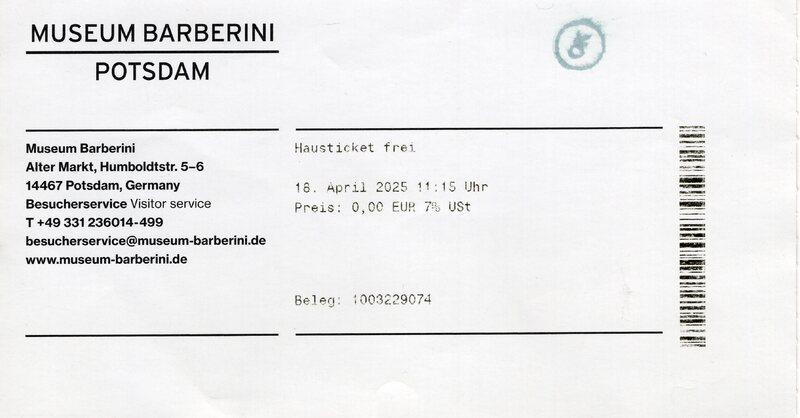 MUSEUM BARBERINI
POTSDAM
Museum Barberini
Alter Markt, Humboldtstr. 5–6
14467 Potsdam, Germany
Besucherservice Visitor service
T +49 331 236014-499
besucherservice@museum-barberini.de
www.museum-barberini.de
Hausticket frei
18. April 2025 11:15 Uhr
Preis: 0,00 EUR 7% USt
Beleg: 1003229074